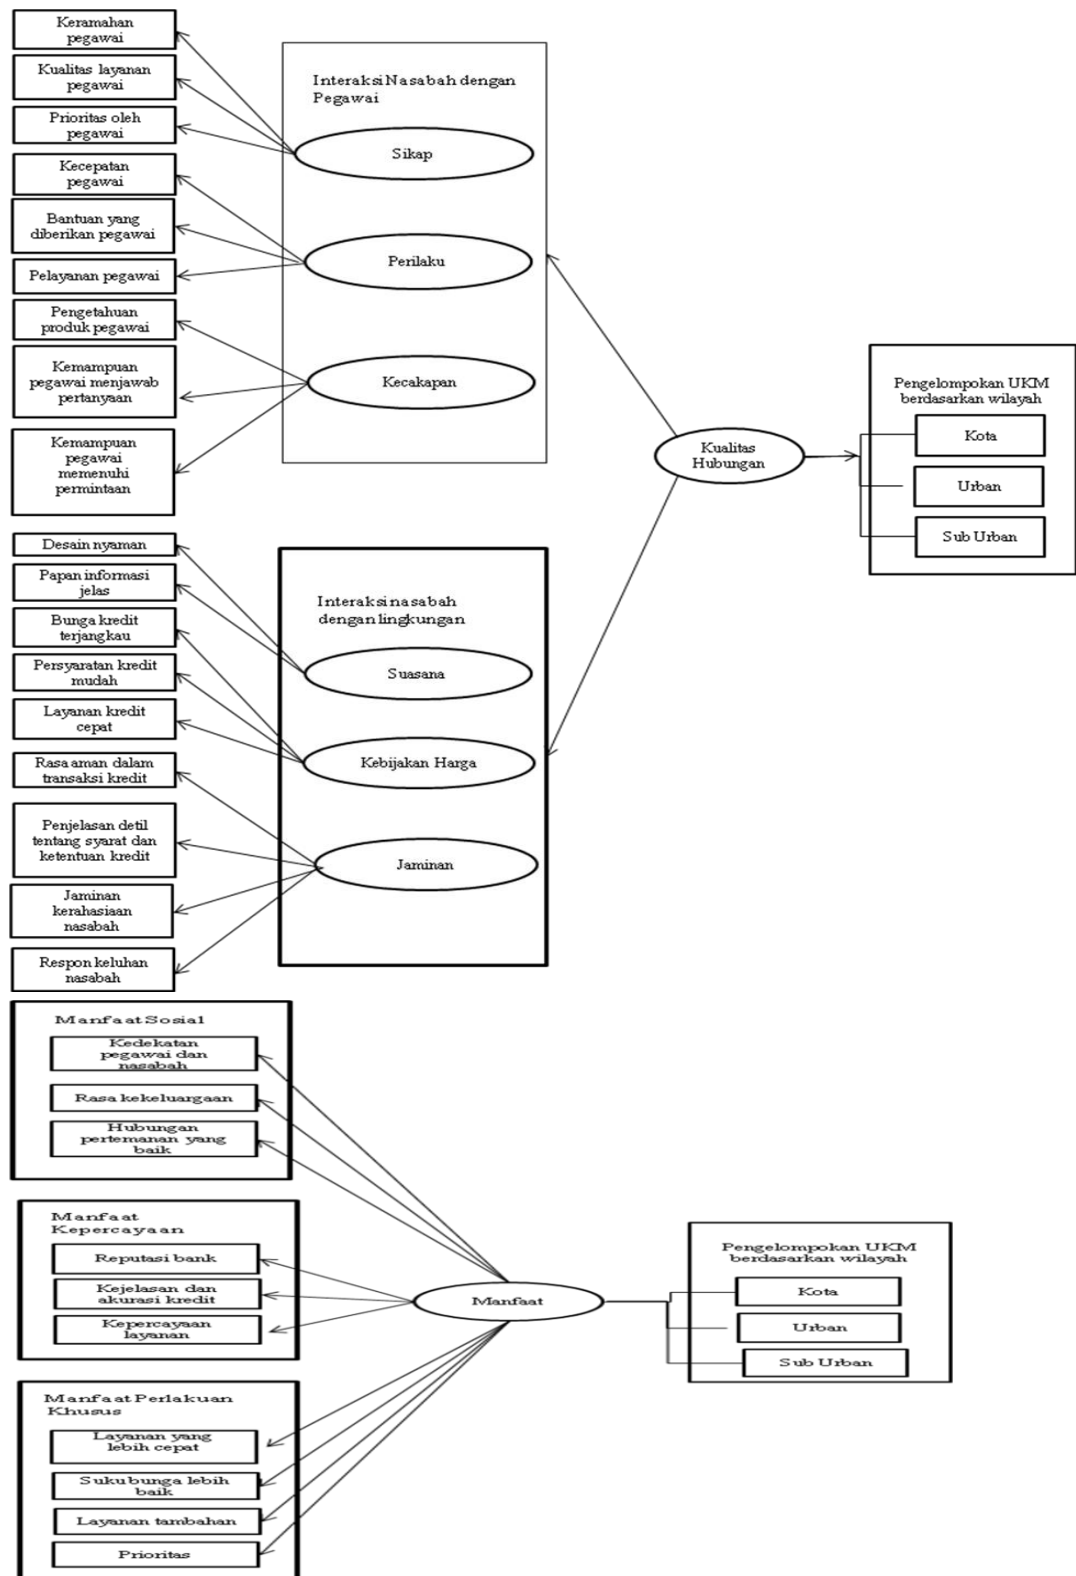 Keramahan
pegawai
Kualitas layanan
pegawai
Prioritas oleh
pegawai
Kecepatan
pegawai
Bantuan yang
diberikan pegawai
Pelayanan pegawai
Pengetahuan
produk pegawai
Kemampuan
pegawai menjawab
pertanyaan
Kemampuan
pegawai
memenuhi
permintaan
Interaksi Nasabah dengan
Pegawai
Sikap
Perilaku
Kecakapan
Kualitas
Hubungan
Pengelompokan UKM
berdasarkan wilayah
Kota
Urban
Sub Urban
Desain nyaman
Papan informasi
jelas
Bunga kredit
terjangkau
Persyaratan kredit
mudah
Layanan kredit
cepat
Rasa aman dalam
transaksi kredit
Penjelasan detil
tentang syarat dan
ketentuan kredit
Jaminan
kerahasiaan
nasabah
Respon keluhan
nasabah
Interaksi nasabah
dengan lingkungan
Suasana
Kebijakan Harga
Jaminan
Manfaat Sosial
Kedekatan
pegawai dan
nasabah
Rasa kekeluargaan
Hubungan
pertemanan yang
baik
Manfaat
Kepercayaan
Reputasi bank
Kejelasan dan
akurasi kredit
Kepercayaan
layanan
Manfaat Perlakuan
Khusus
Layanan yang
lebih cepat
Suku bunga lebih
baik
Layanan tambahan
Prioritas
Manfaat
Pengelompokan UKM
berdasarkan wilayah
Kota
Urban
Sub Urban